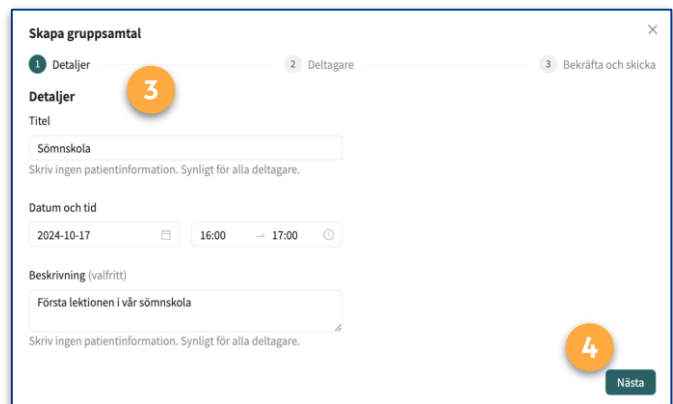 Skapa gruppsamtal
1 Detaljer 2 Deltagare 3 Bekräfta och skicka
3
Detaljer
Titel
Sömnskola
Skriv ingen patientinformation. Synligt för alla deltagare.
Datum och tid
2024-10-17 16:00 → 17:00
Beskrivning (valfritt)
Första lektionen i vår sömnskola
Skriv ingen patientinformation. Synligt för alla deltagare.
4
Nästa